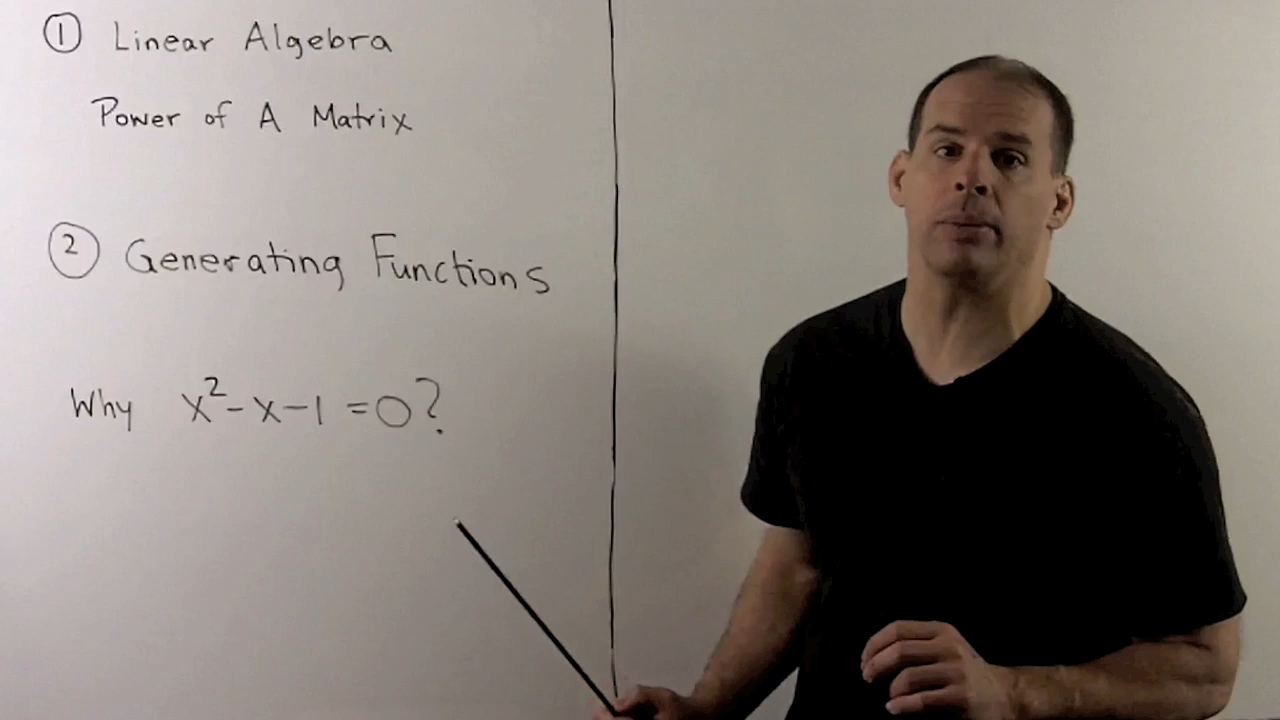 ① Linear Algebra
Power of A Matrix
② Generating Functions
Why x²-x-1=0?